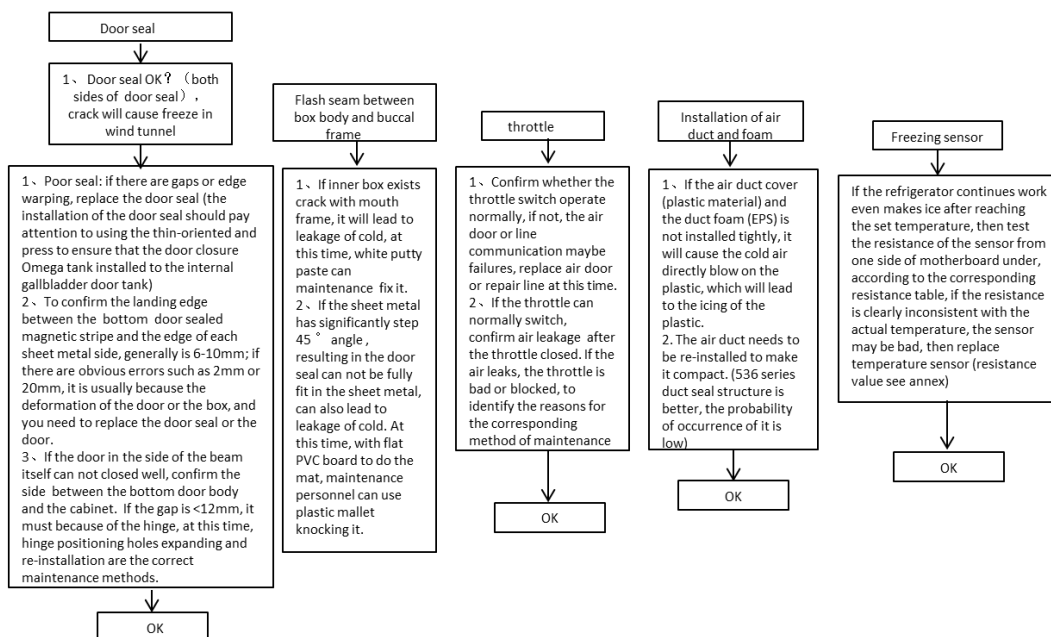 Door seal
1、Door seal OK？（both
sides of door seal），
crack will cause freeze in
wind tunnel
1、Poor seal: if there are gaps or edge
warping, replace the door seal (the
installation of the door seal should pay
attention to using the thin-oriented and
press to ensure that the door closure
Omega tank installed to the internal
gallbladder door tank)
2、To confirm the landing edge
between the bottom door sealed
magnetic stripe and the edge of each
sheet metal side, generally is 6-10mm; if
there are obvious errors such as 2mm or
20mm, it is usually because the
deformation of the door or the box, and
you need to replace the door seal or the
door.
3、If the door in the side of the beam
itself can not closed well, confirm the
side between the bottom door body
and the cabinet. If the gap is <12mm, it
must because of the hinge, at this time,
hinge positioning holes expanding and
re-installation are the correct
maintenance methods.
OK
Flash seam between
box body and buccal
frame
1、If inner box exists
crack with mouth
frame, it will lead to
leakage of cold, at
this time, white putty
paste can
maintenance fix it.
2、If the sheet metal
has significantly step
45°angle,
resulting in the door
seal can not be fully
fit in the sheet metal,
can also lead to
leakage of cold. At
this time, with flat
PVC board to do the
mat, maintenance
personnel can use
plastic mallet
knocking it.
throttle
1、Confirm whether the
throttle switch operate
normally, if not, the air
door or line
communication maybe
failures, replace air door
or repair line at this time.
2、If the throttle can
normally switch,
confirm air leakage after
the throttle closed. If the
air leaks, the throttle is
bad or blocked, to
identify the reasons for
the corresponding
method of maintenance
OK
Installation of air
duct and foam
1、If the air duct cover
(plastic material) and
the duct foam (EPS) is
not installed tightly, it
will cause the cold air
directly blow on the
plastic, which will lead
to the icing of the
plastic.
2. The air duct needs to
be re-installed to make
it compact. (536 series
duct seal structure is
better, the probability
of occurrence of it is
low)
OK
Freezing sensor
If the refrigerator continues work
even makes ice after reaching
the set temperature, then test
the resistance of the sensor from
one side of motherboard under,
according to the corresponding
resistance table, if the resistance
is clearly inconsistent with the
actual temperature, the sensor
may be bad, then replace
temperature sensor (resistance
value see annex)
OK